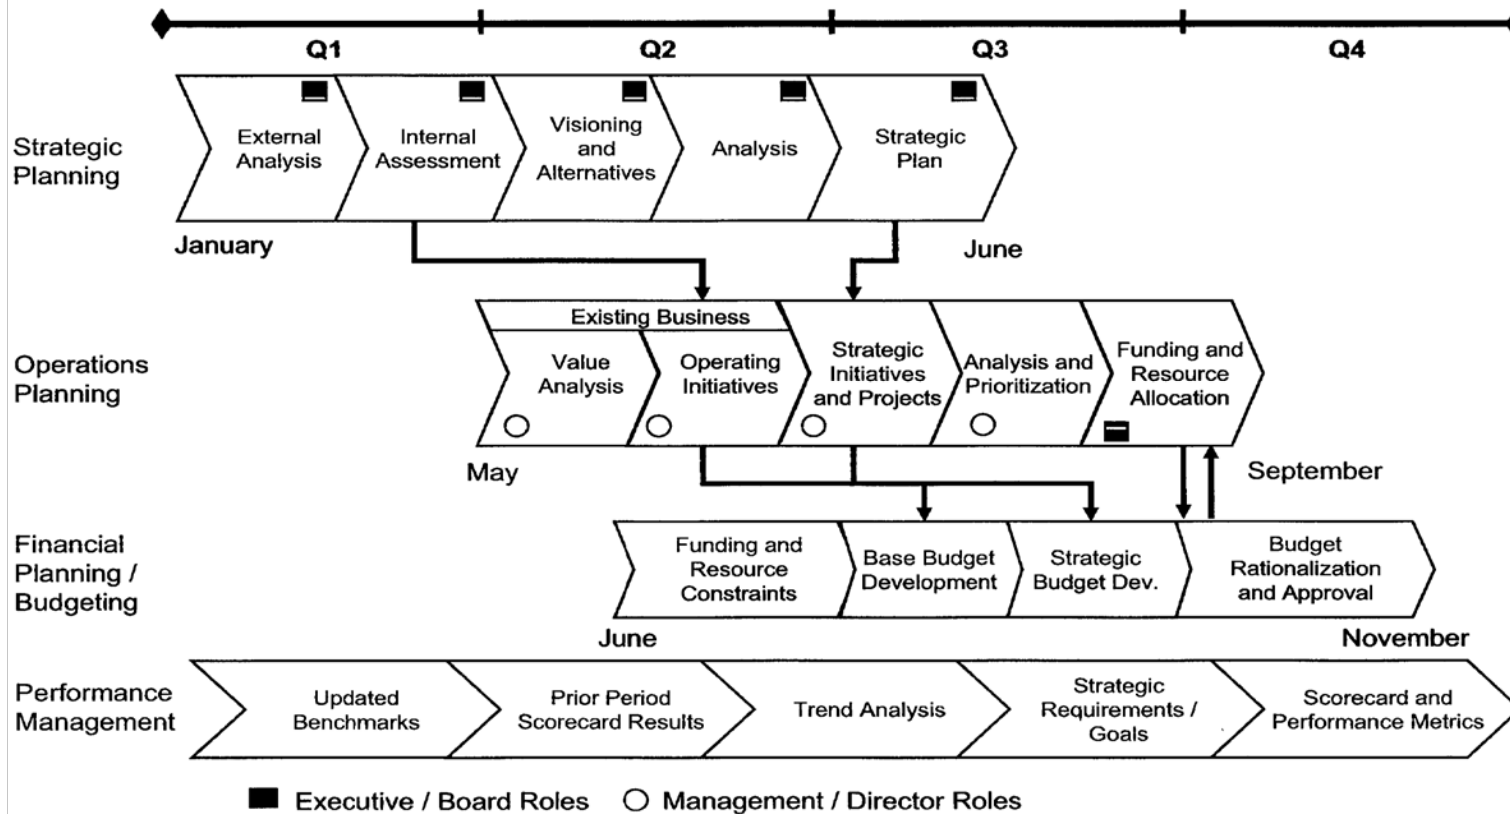 Q1
Q2
Q3
Q4
Strategic
Planning
External
Analysis
Internal
Assessment
Visioning
and
Alternatives
Analysis
Strategic
Plan
January
June
Operations
Planning
Existing Business
Value
Analysis
Operating
Initiatives
Strategic
Initiatives
and Projects
Analysis and
Prioritization
Funding and
Resource
Allocation
May
September
Financial
Planning /
Budgeting
Funding and
Resource
Constraints
Base Budget
Development
Strategic
Budget Dev.
Budget
Rationalization
and Approval
June
November
Performance
Management
Updated
Benchmarks
Prior Period
Scorecard Results
Trend Analysis
Strategic
Requirements /
Goals
Scorecard and
Performance Metrics
Executive / Board Roles
Management / Director Roles